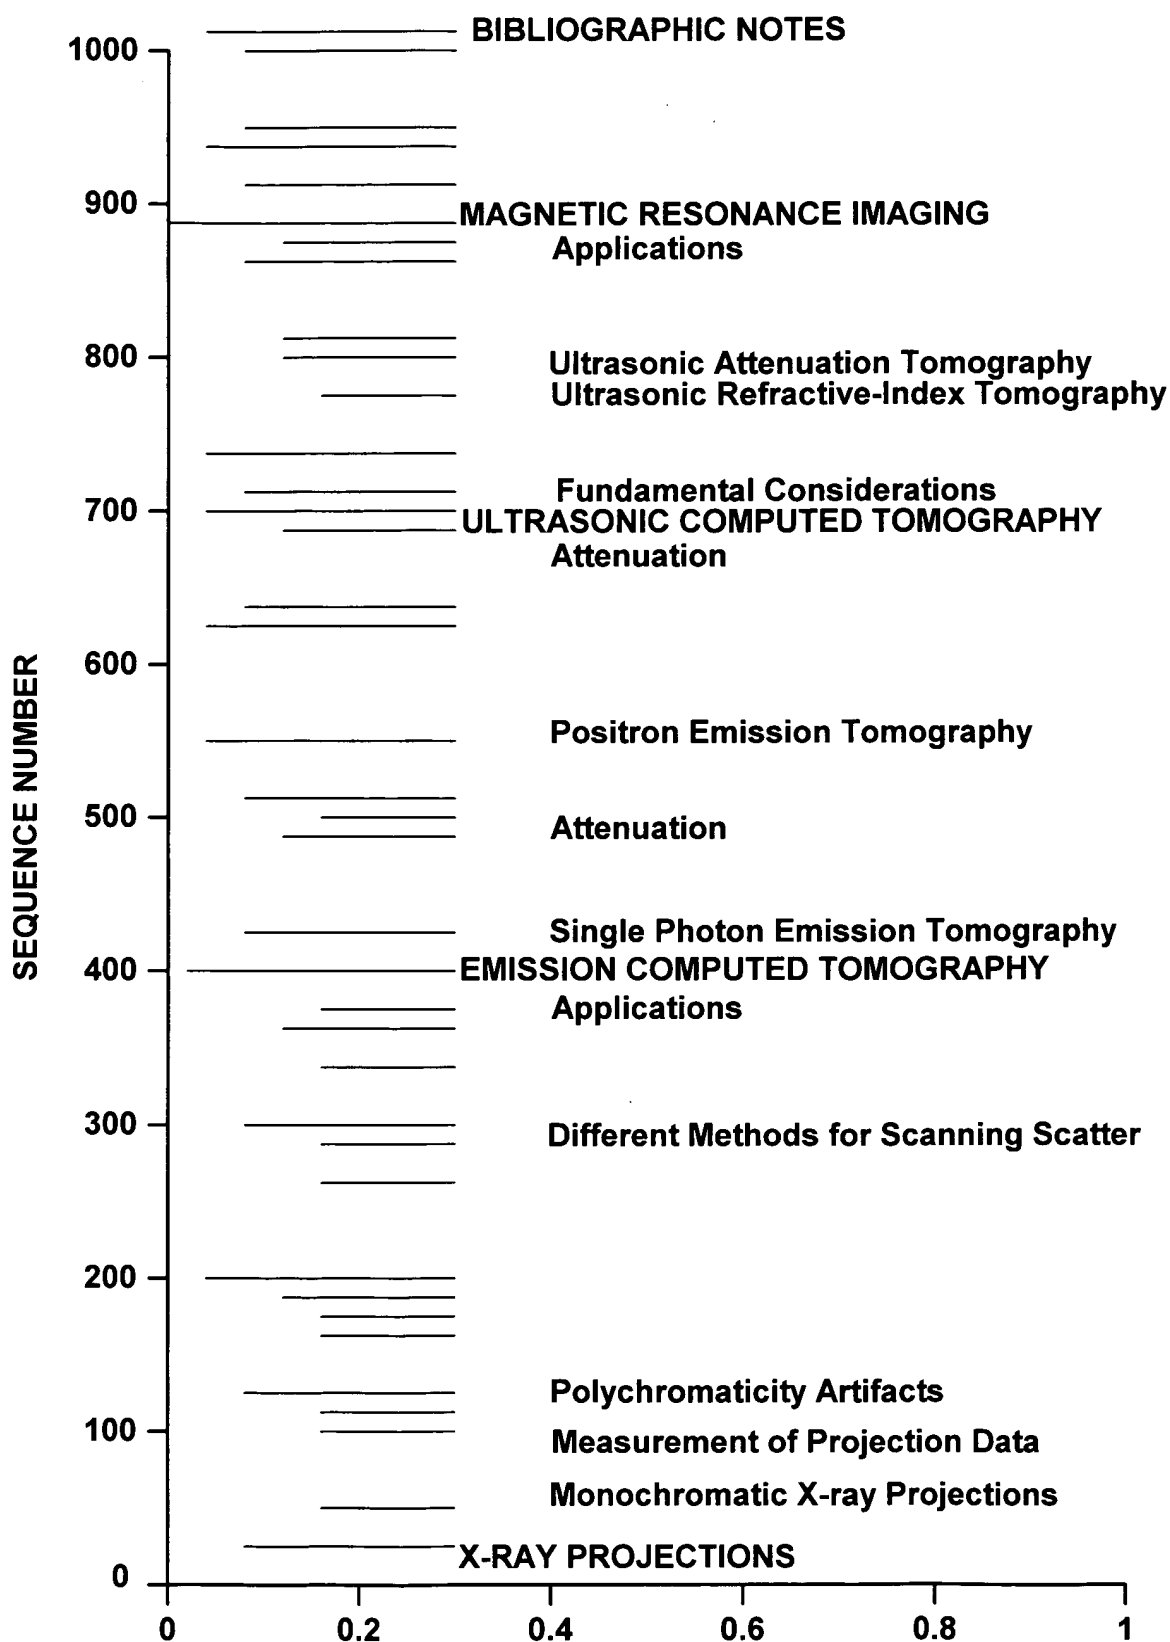 BIBLIOGRAPHIC NOTES
1000
900
MAGNETIC RESONANCE IMAGING
Applications
800
Ultrasonic Attenuation Tomography
Ultrasonic Refractive-Index Tomography
Fundamental Considerations
700
ULTRASONIC COMPUTED TOMOGRAPHY
Attenuation
600
SEQUENCE NUMBER
Positron Emission Tomography
500
Attenuation
Single Photon Emission Tomography
400
EMISSION COMPUTED TOMOGRAPHY
Applications
300
Different Methods for Scanning Scatter
200
Polychromaticity Artifacts
100
Measurement of Projection Data
Monochromatic X-ray Projections
X-RAY PROJECTIONS
0
0 0.2 0.4 0.6 0.8 1